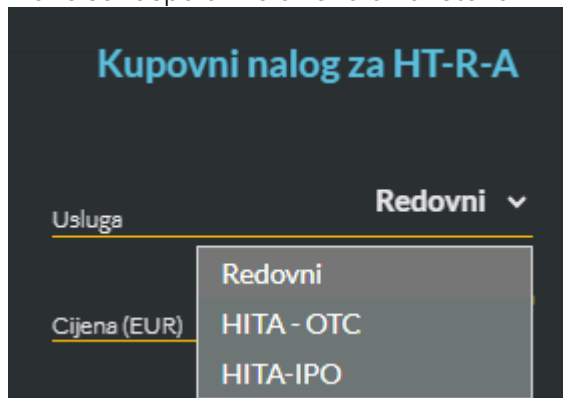 Kupovni nalog za HT-R-A
Usluga Redovni
Redovni
Cijena (EUR) HITA - OTC
HITA-IPO